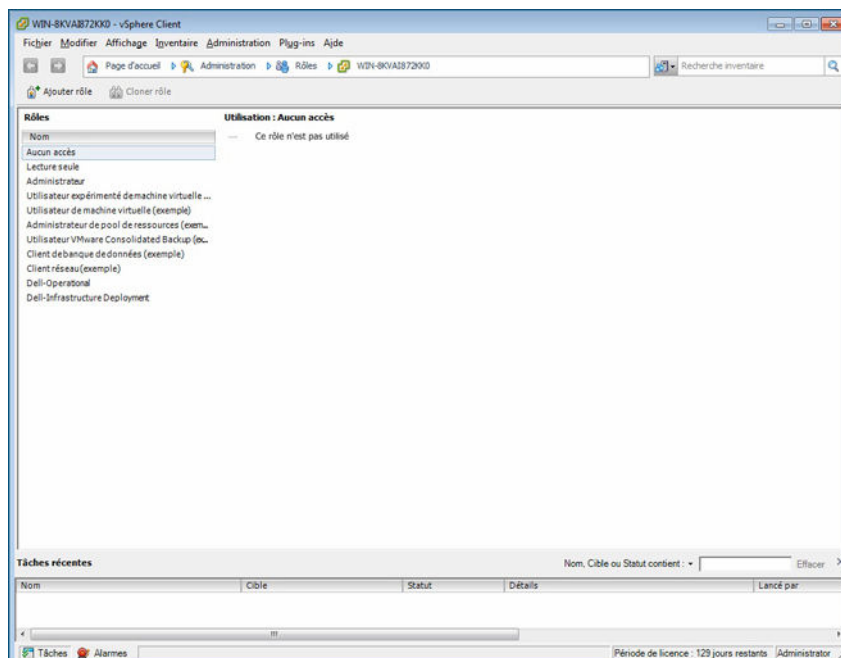 WIN-8KVAI872KK0 - vSphere Client
Fichier Modifier Affichage Inventaire Administration Plug-ins Aide
Page d'accueil Administration Rôles WIN-8KVAI872KK0 Recherche inventaire
Ajouter rôle Cloner rôle
Rôles Utilisation : Aucun accès
Nom Ce rôle n'est pas utilisé
Aucun accès
Lecture seule
Administrateur
Utilisateur expérimenté de machine virtuelle ...
Utilisateur de machine virtuelle (exemple)
Administrateur de pool de ressources (exem...
Utilisateur VMware Consolidated Backup (ex...
Client de banque de données (exemple)
Client réseau (exemple)
Dell-Operational
Dell-Infrastructure Deployment
Tâches récentes Nom, Cible ou Statut contient : Effacer
Nom Cible Statut Détails Lancé par
Tâches Alarmes Période de licence : 129 jours restants Administrator